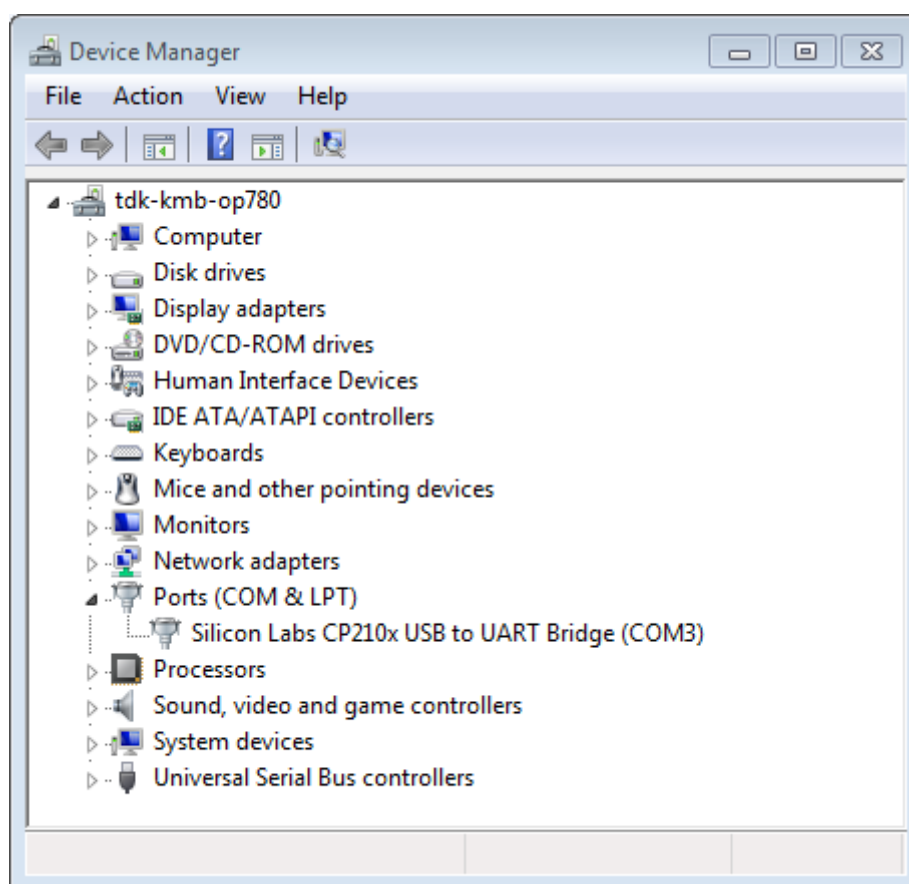 Device Manager
File Action View Help
tdk-kmb-op780
Computer
Disk drives
Display adapters
DVD/CD-ROM drives
Human Interface Devices
IDE ATA/ATAPI controllers
Keyboards
Mice and other pointing devices
Monitors
Network adapters
Ports (COM & LPT)
Silicon Labs CP210x USB to UART Bridge (COM3)
Processors
Sound, video and game controllers
System devices
Universal Serial Bus controllers